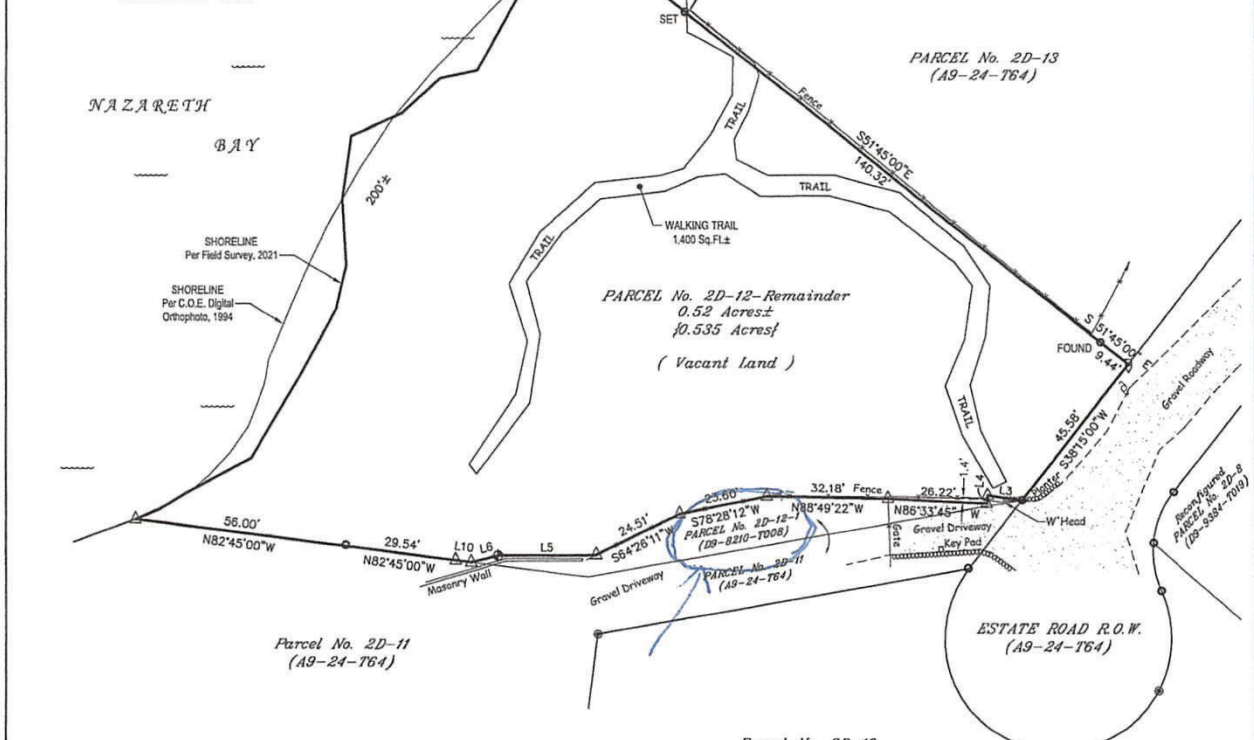 SET
PARCEL No. 2D-13
(A9-24-T64)
NAZARETH
BAY
Fence
S51°45'00"E
140.32'
TRAIL
TRAIL
200'±
WALKING TRAIL
1,400 Sq.Ft.±
SHORELINE
Per Field Survey, 2021
TRAIL
SHORELINE
Per C.O.E. Digital
Orthophoto, 1994
PARCEL No. 2D-12-Remainder
0.52 Acres±
{0.535 Acres}
( Vacant Land )
S 51°45'00" E
9.44'
FOUND
Gravel Roadway
TRAIL
45.58'
S38°15'00"W
Planter
1.4'
L4
L3
56.00'
N82°45'00"W
29.54'
N82°45'00"W
L10
L6
L5
24.51'
S64°26'11"W
23.60'
S78°28'12"W
32.18'
Fence
N88°49'22"W
26.22'
N86°33'45"W
W
W'Head
PARCEL No. 2D-12-1
(D9-8210-T008)
Gravel Driveway
Gate
Key Pad
Masonry Wall
Gravel Driveway
PARCEL No. 2D-11
(A9-24-T64)
Reconfigured
PARCEL No. 2D-8
(D9-9384-T019)
Parcel No. 2D-11
(A9-24-T64)
ESTATE ROAD R.O.W.
(A9-24-T64)